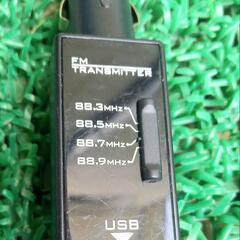 FM
TRANSMITTER
88.3MHz
88.5MHz
88.7MHz
88.9MHz
USB